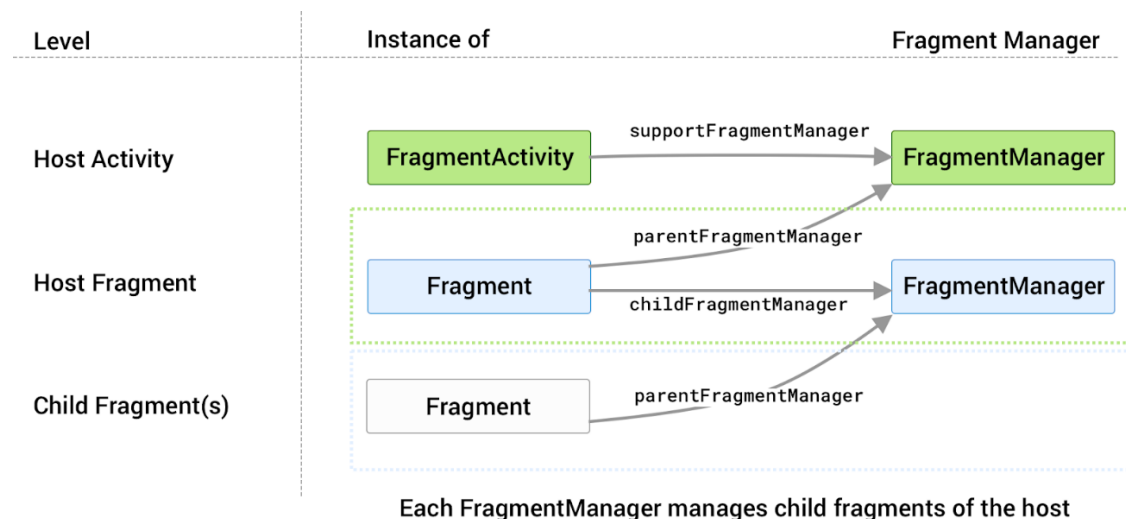 Level
Instance of
Fragment Manager
Host Activity
FragmentActivity
supportFragmentManager
FragmentManager
parentFragmentManager
Host Fragment
Fragment
childFragmentManager
FragmentManager
Child Fragment(s)
Fragment
parentFragmentManager
Each FragmentManager manages child fragments of the host